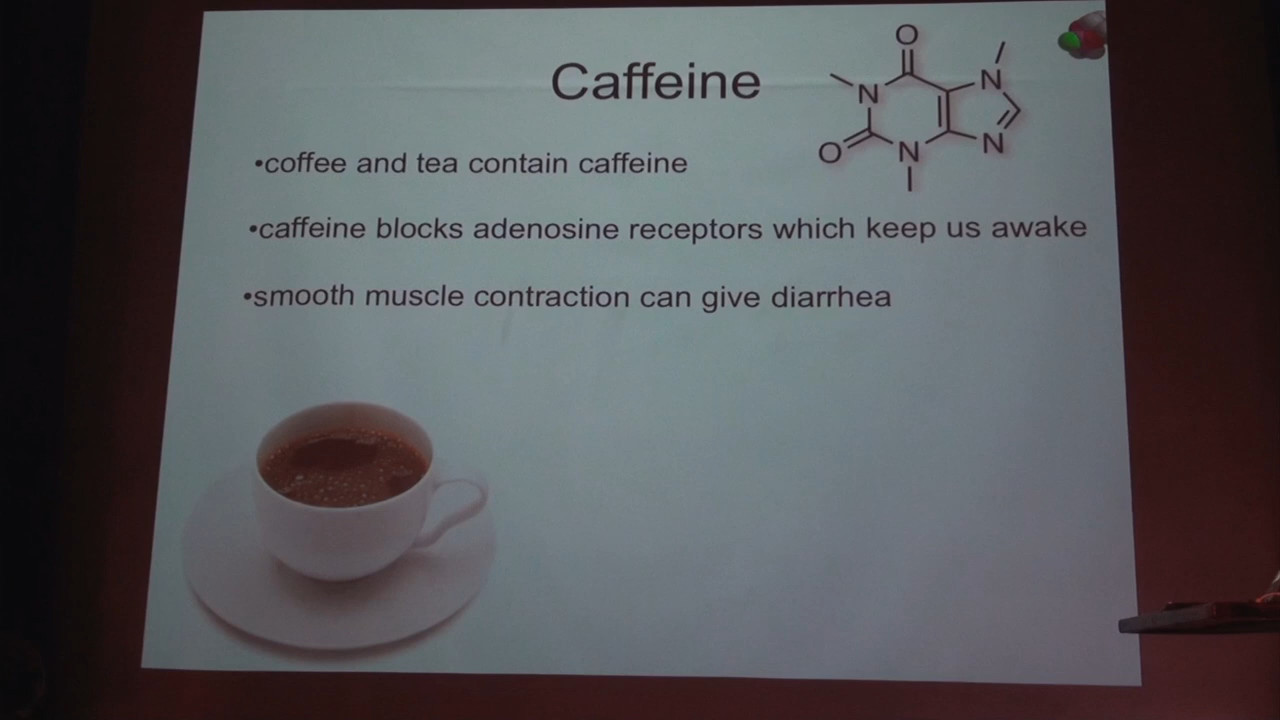 Caffeine
•coffee and tea contain caffeine
•caffeine blocks adenosine receptors which keep us awake
•smooth muscle contraction can give diarrhea
O
N
N
O
N
N